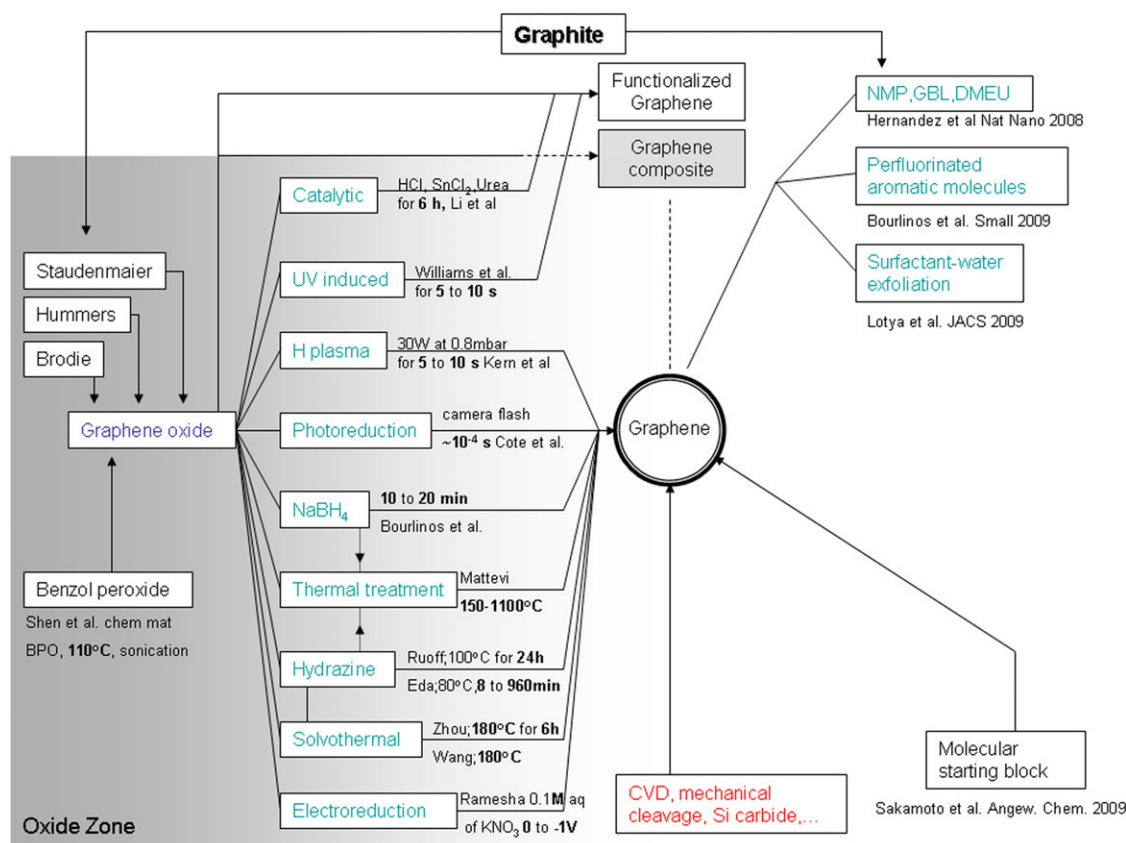 Graphite
Functionalized
Graphene
NMP,GBL,DMEU
Hernandez et al Nat Nano 2008
Graphene
composite
Perfluorinated
aromatic molecules
Bourlinos et al. Small 2009
Surfactant-water
exfoliation
Lotya et al. JACS 2009
Catalytic
HCl, SnCl₂,Urea
for 6 h, Li et al
Staudenmaier
Hummers
Brodie
UV induced
Williams et al.
for 5 to 10 s
H plasma
30W at 0.8mbar
for 5 to 10 s Kern et al
Graphene oxide
Photoreduction
camera flash
~10⁻⁴ s Cote et al.
Graphene
NaBH₄
10 to 20 min
Bourlinos et al.
Benzol peroxide
Shen et al. chem mat
BPO, 110°C, sonication
Thermal treatment
Mattevi
150-1100°C
Hydrazine
Ruoff;100°C for 24h
Eda;80°C,8 to 960min
Solvothermal
Zhou;180°C for 6h
Wang;180°C
Electroreduction
Ramesha 0.1M aq
of KNO₃ 0 to -1V
Oxide Zone
CVD, mechanical
cleavage, Si carbide,...
Molecular
starting block
Sakamoto et al. Angew. Chem. 2009